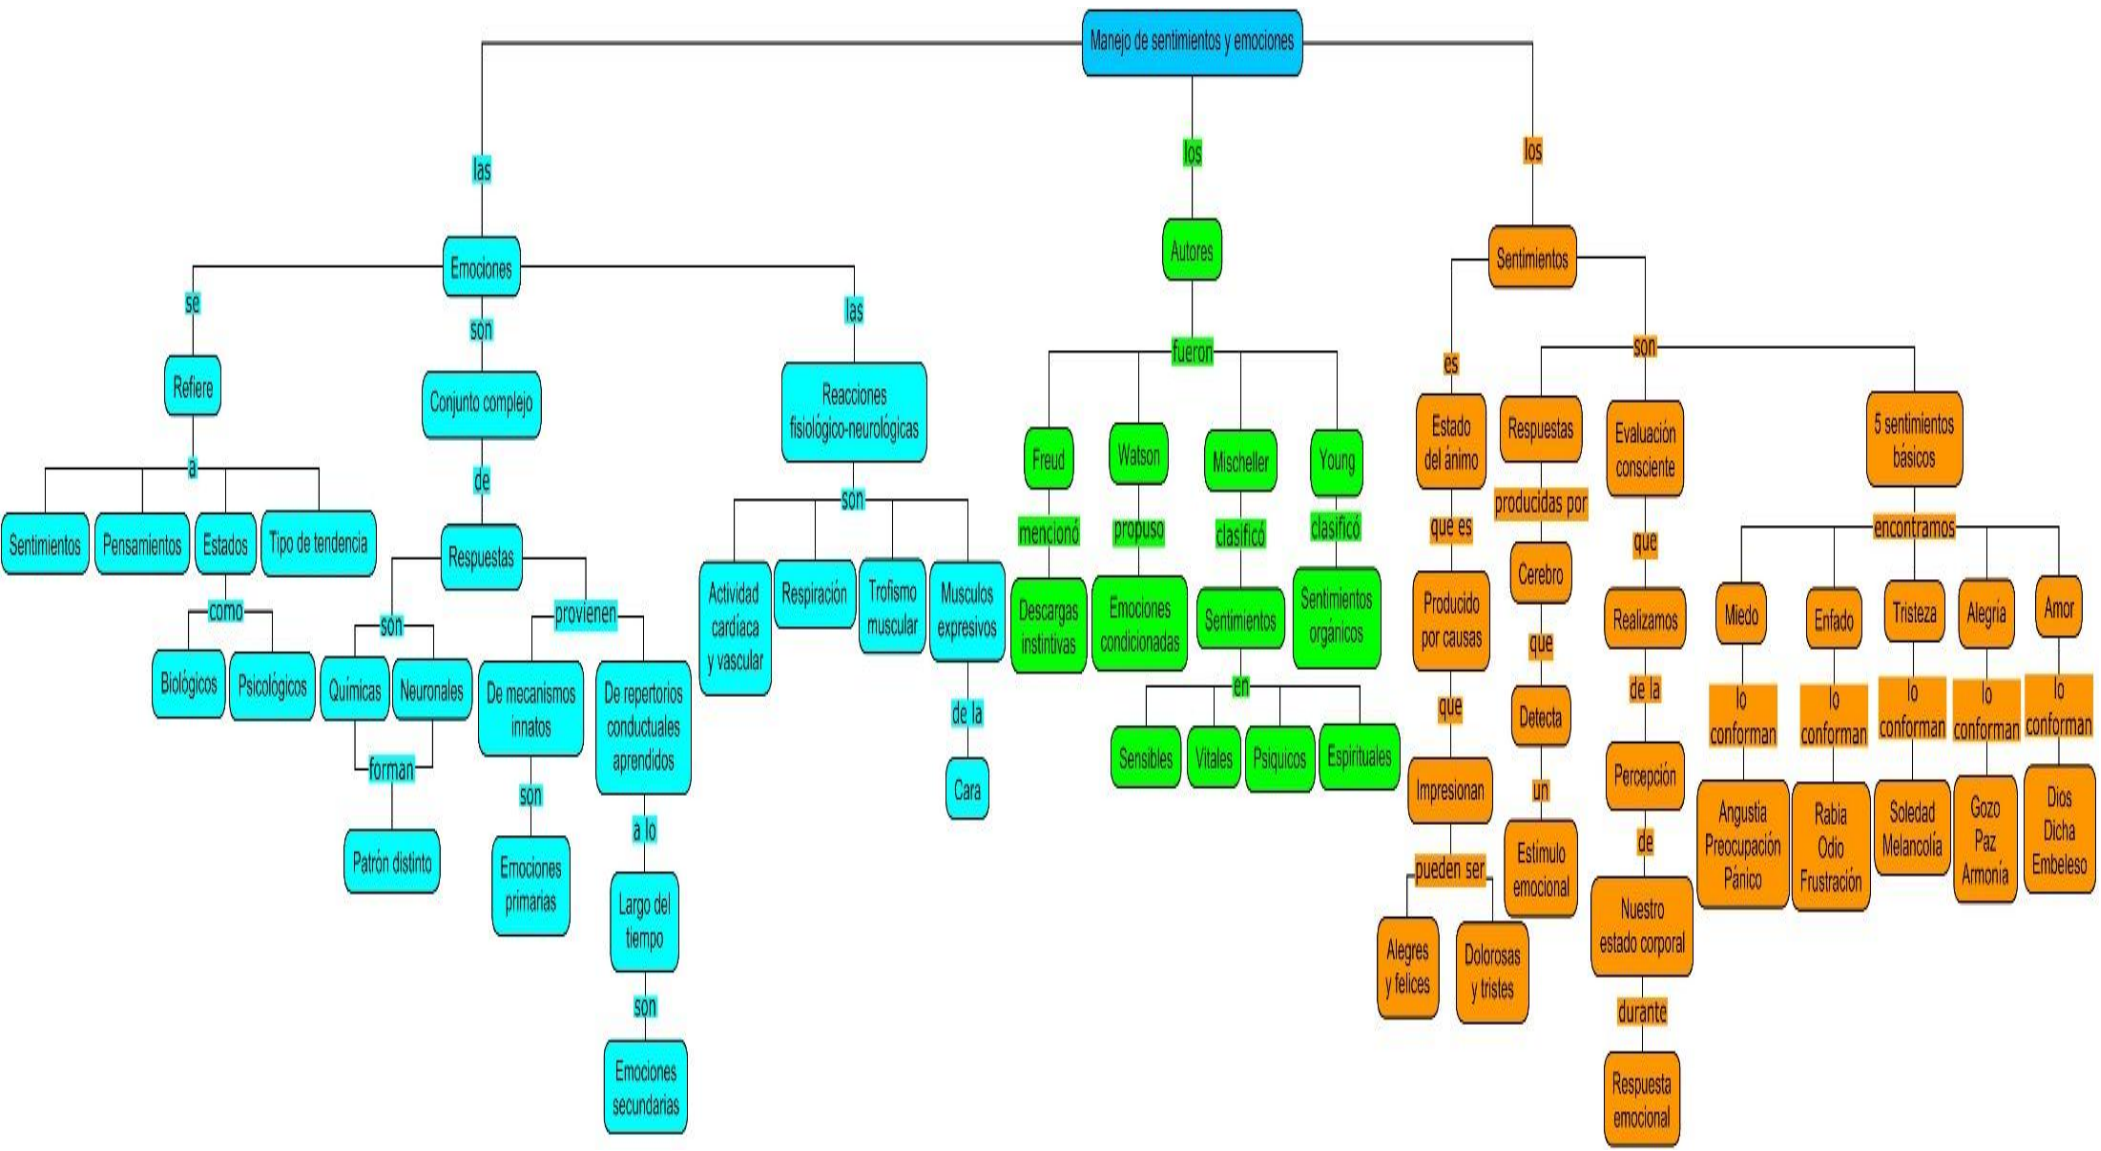 Manejo de sentimientos y emociones
las
Emociones
se
Refiere
a
Sentimientos
Pensamientos
Estados
Tipo de tendencia
como
Biológicos
Psicológicos
són
Conjunto complejo
de
Respuestas
són
Químicas
Neuronales
forman
Patrón distinto
provienen
De mecanismos
innatos
són
Emociones
primarias
De repertorios
conductuales
aprendidos
a lo
Largo del
tiempo
són
Emociones
secundarias
las
Reacciones
fisiológico-neurológicas
són
Actividad
cardíaca
y vascular
Respiración
Trofismo
muscular
Musculos
expresivos
de la
Cara
los
Autores
fueron
Freud
mencionó
Descargas
instintivas
Watson
propuso
Emociones
condicionadas
Mischeller
clasificó
Sentimientos
en
Sensibles
Vitales
Psiquicos
Espirituales
Young
clasificó
Sentimientos
orgánicos
los
Sentimientos
es
Estado
del ánimo
que es
Producido
por causas
que
Impresionan
pueden ser
Alegres
y felices
Dolorosas
y tristes
són
Respuestas
producidas por
Cerebro
que
Detecta
un
Estímulo
emocional
Evaluación
consciente
que
Realizamos
de la
Percepción
de
Nuestro
estado corporal
durante
Respuesta
emocional
5 sentimientos
básicos
encontramos
Miedo
lo
conforman
Angustia
Preocupación
Pánico
Enfado
lo
conforman
Rabia
Odio
Frustración
Tristeza
lo
conforman
Soledad
Melancolía
Alegría
lo
conforman
Gozo
Paz
Armonía
Amor
lo
conforman
Dios
Dicha
Embeleso